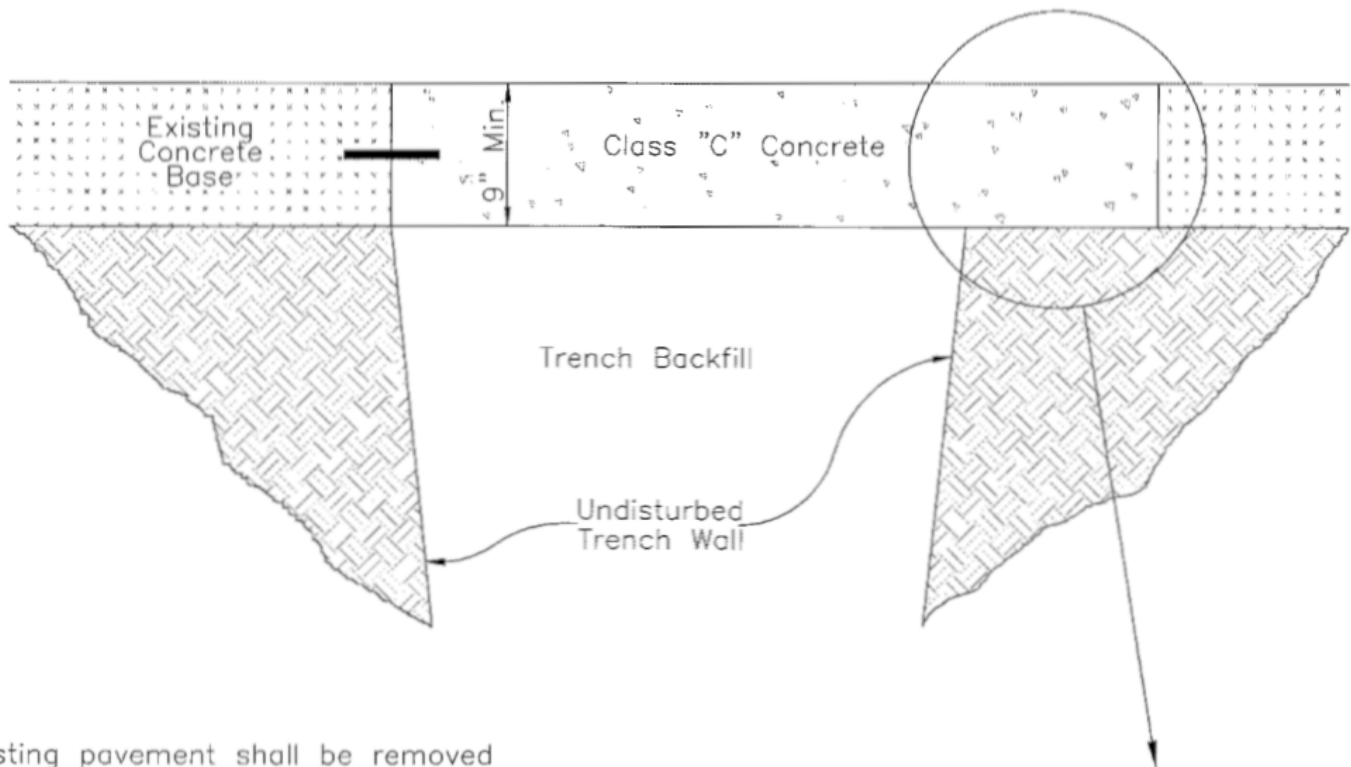 Existing
Concrete
Base
9" Min.
Class "C" Concrete
Trench Backfill
Undisturbed
Trench Wall
sting pavement shall be removed